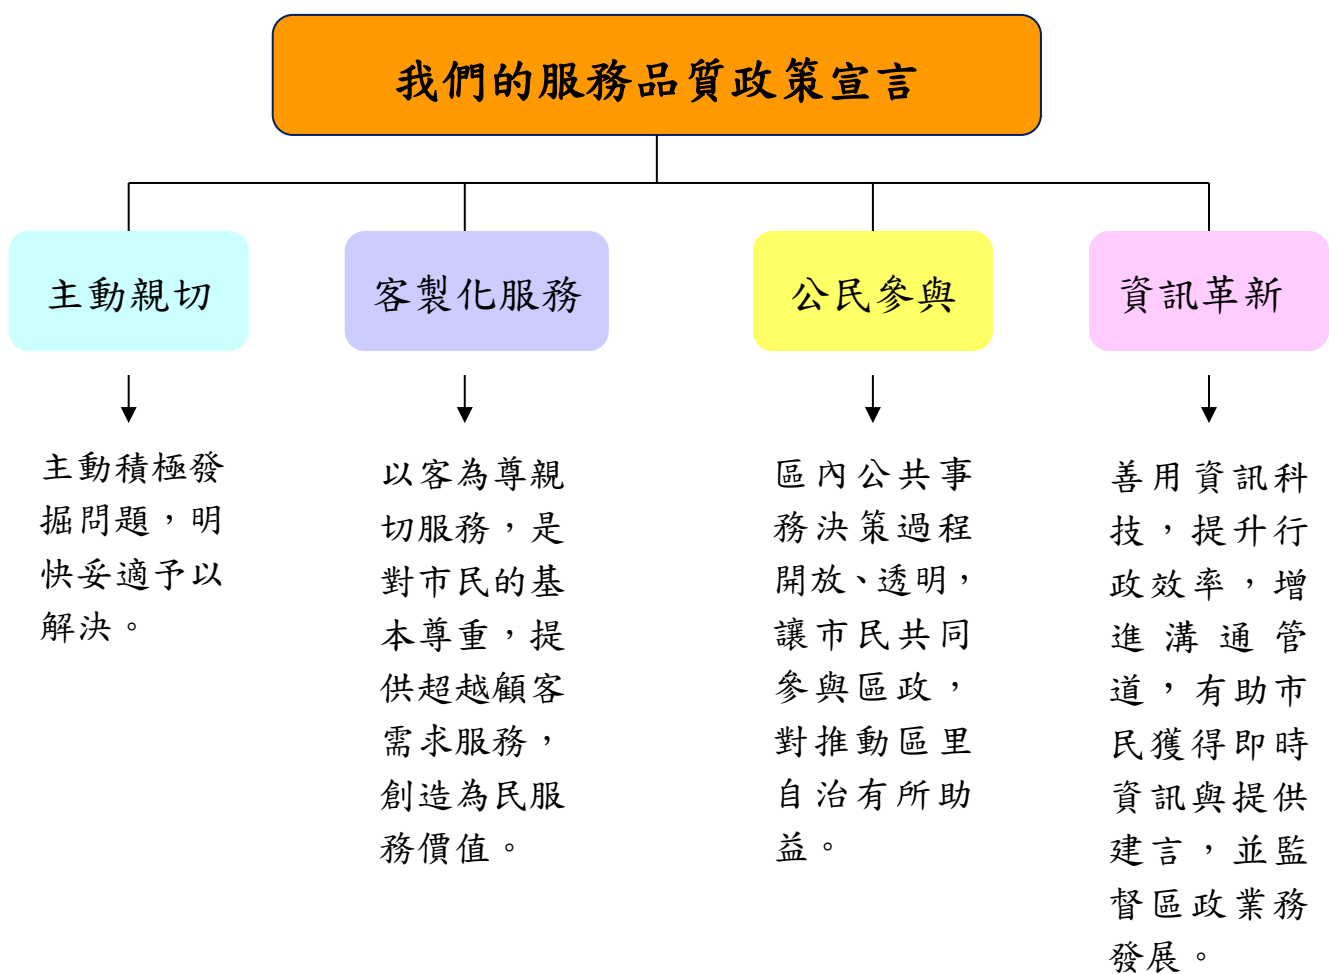 我們的服務品質政策宣言
主動親切
客製化服務
公民參與
資訊革新
主動積極發
掘問題，明
快妥適予以
解決。
以客為尊親
切服務，是
對市民的基
本尊重，提
供超越顧客
需求服務，
創造為民服
務價值。
區內公共事
務決策過程
開放、透明，
讓市民共同
參與區政，
對推動區里
自治有所助
益。
善用資訊科
技，提升行
政效率，增
進溝通管
道，有助市
民獲得即時
資訊與提供
建言，並監
督區政業務
發展。